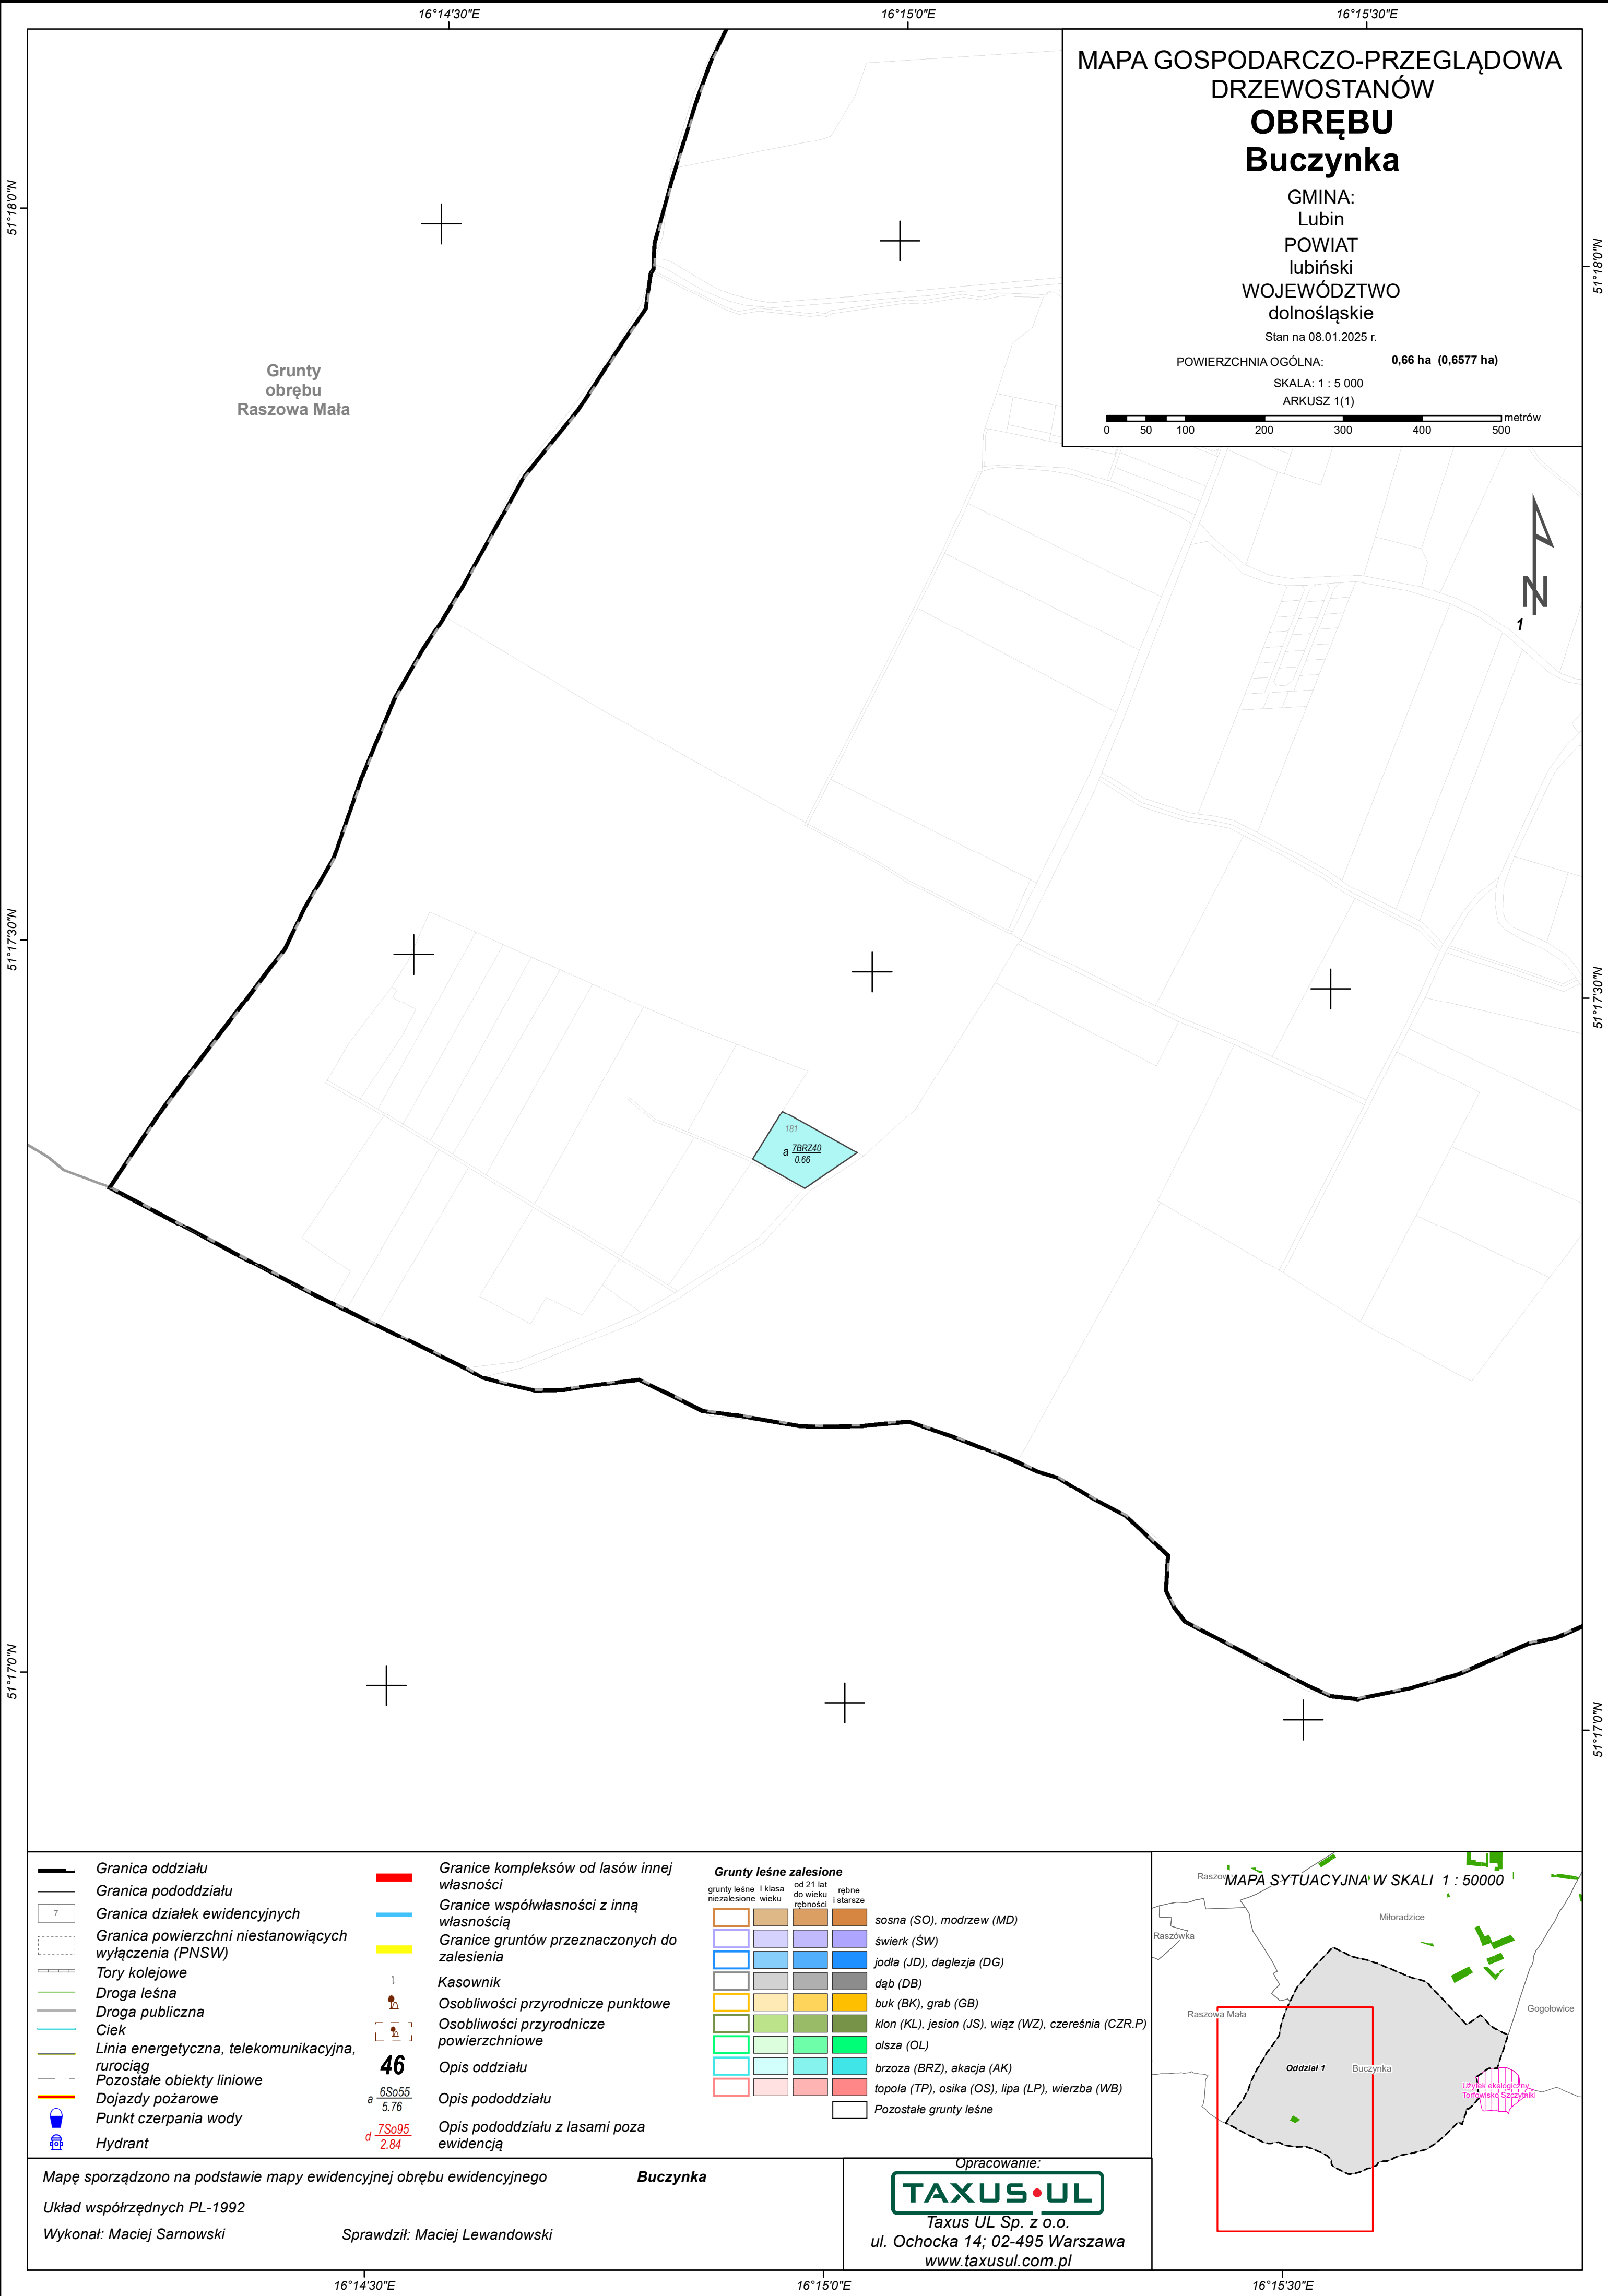 16°14'30"E
16°15'0"E
16°15'30"E
MAPA GOSPODARCZO-PRZEGLĄDOWA
DRZEWOSTANÓW
OBRĘBU
Buczynka
GMINA:
Lubin
POWIAT
lubiński
WOJEWÓDZTWO
dolnośląskie
Stan na 08.01.2025 r.
POWIERZCHNIA OGÓLNA: 0,66 ha (0,6577 ha)
SKALA: 1 : 5 000
ARKUSZ 1(1)
metrów
0 50 100 200 300 400 500
51°18'0"N
51°18'0"N
Grunty
obrębu
Raszowa Mała
N
1
51°17'30"N
51°17'30"N
181
a 7BRZ40
0.66
51°17'0"N
51°17'0"N
Granica oddziału
Granica pododdziału
7 Granica działek ewidencyjnych
Granica powierzchni niestanowiących
wyłączenia (PNSW)
Tory kolejowe
Droga leśna
Droga publiczna
Ciek
Linia energetyczna, telekomunikacyjna,
rurociąg
Pozostałe obiekty liniowe
Dojazdy pożarowe
Punkt czerpania wody
Hydrant
Granice kompleksów od lasów innej
własności
Granice współwłasności z inną
własnością
Granice gruntów przeznaczonych do
zalesienia
Kasownik
Osobliwości przyrodnicze punktowe
Osobliwości przyrodnicze
powierzchniowe
46 Opis oddziału
a 6So55
5.76
Opis pododdziału
d 7So95
2.84
Opis pododdziału z lasami poza
ewidencją
Grunty leśne zalesione
grunty leśne
niezalesione
I klasa
wieku
od 21 lat
do wieku
rębności
rębne
i starsze
sosna (SO), modrzew (MD)
świerk (ŚW)
jodła (JD), daglezja (DG)
dąb (DB)
buk (BK), grab (GB)
klon (KL), jesion (JS), wiąz (WZ), czereśnia (CZR.P)
olsza (OL)
brzoza (BRZ), akacja (AK)
topola (TP), osika (OS), lipa (LP), wierzba (WB)
Pozostałe grunty leśne
MAPA SYTUACYJNA W SKALI 1 : 50000
Miłoradzice
Raszówka
Raszowa Mała
Gogołowice
Oddział 1
Buczynka
Użytek ekologiczny
Torfowisko Szczytniki
Mapę sporządzono na podstawie mapy ewidencyjnej obrębu ewidencyjnego Buczynka
Układ współrzędnych PL-1992
Wykonał: Maciej Sarnowski Sprawdził: Maciej Lewandowski
Opracowanie:
TAXUS UL
Taxus UL Sp. z o.o.
ul. Ochocka 14; 02-495 Warszawa
www.taxusul.com.pl
16°14'30"E
16°15'0"E
16°15'30"E